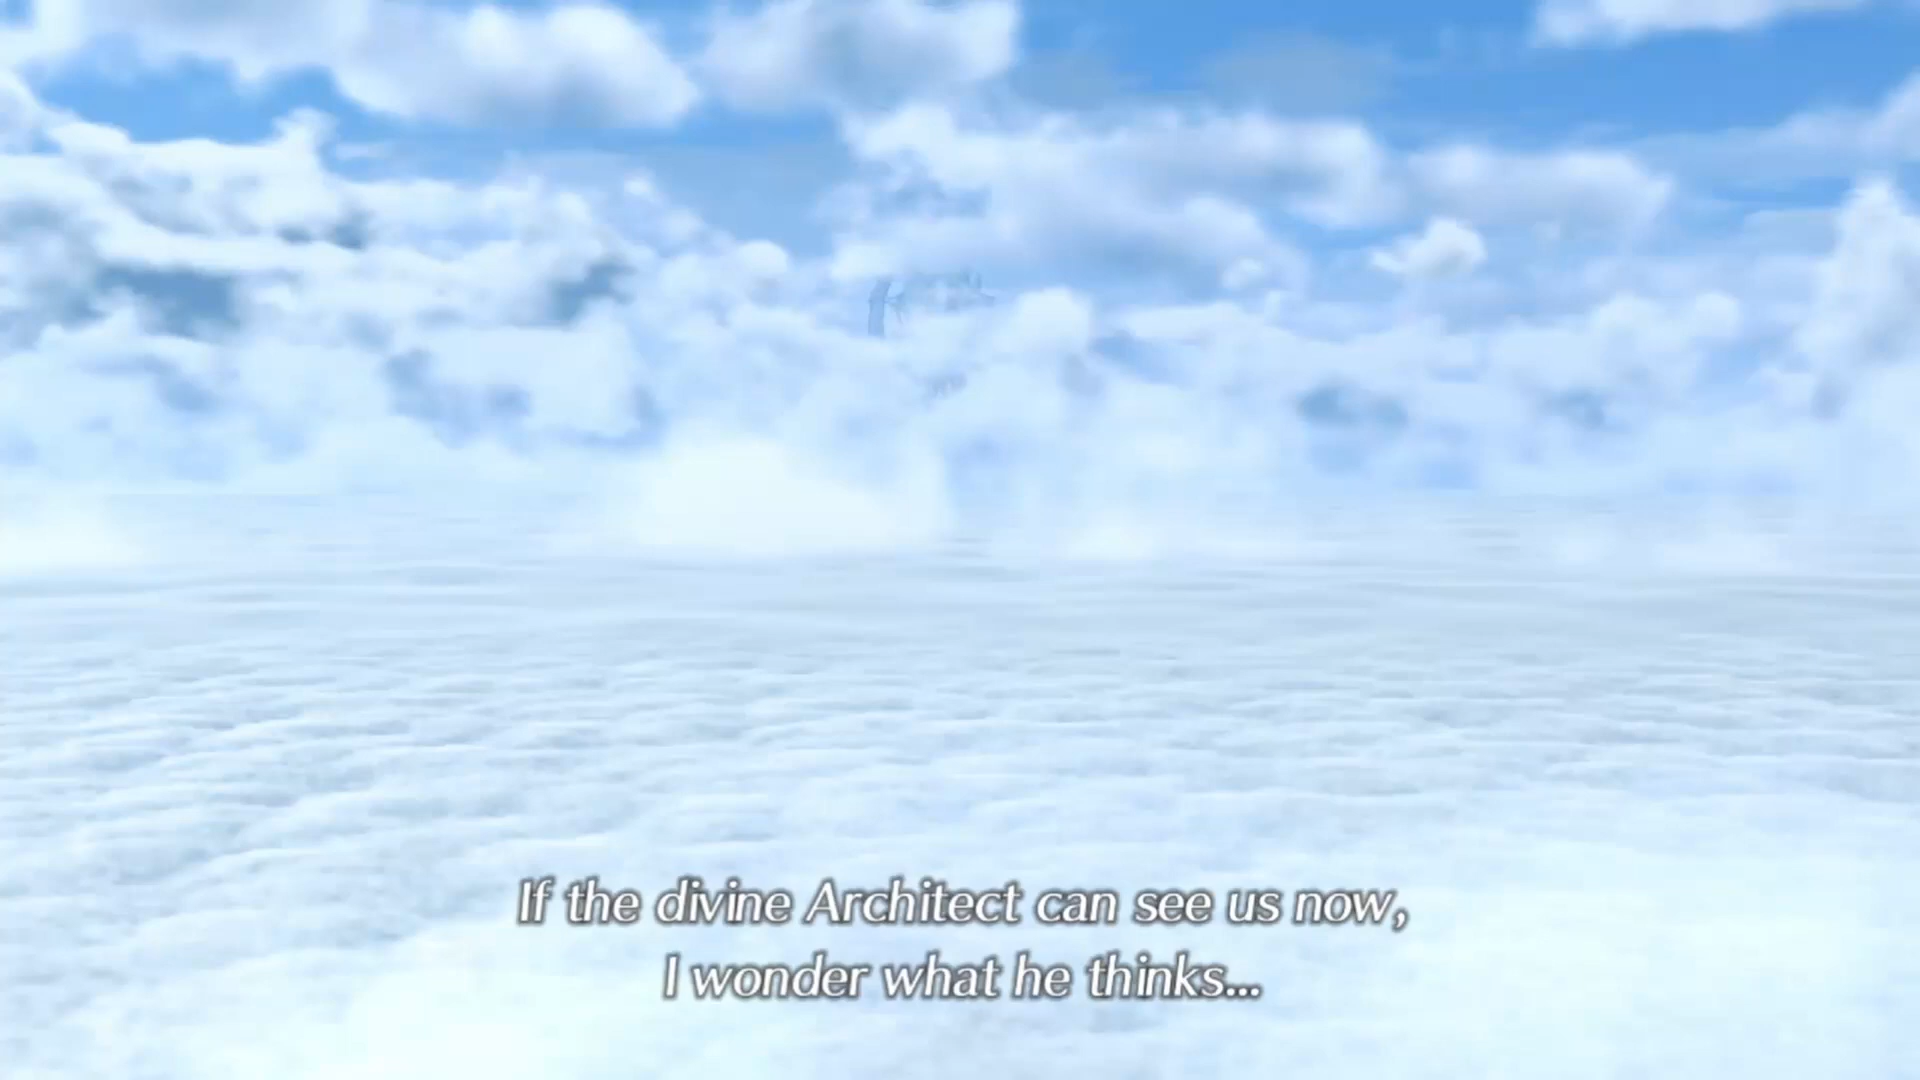 If the divine Architect can see us now,
I wonder what he thinks...